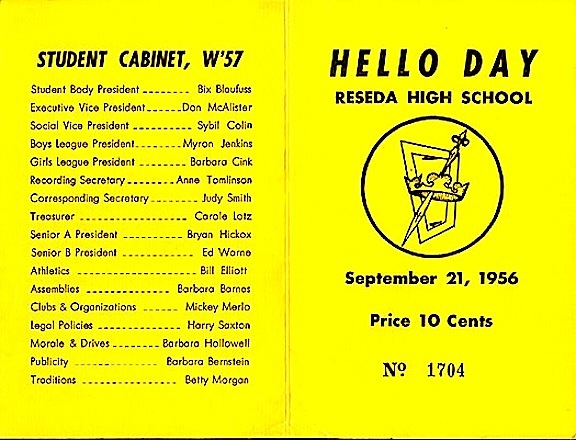 STUDENT CABINET, W'57
Student Body President -------- Bix Blaufuss
Executive Vice President ------ Don McAlister
Social Vice President ---------- Sybil Colin
Boys League President ------- Myron Jenkins
Girls League President -------- Barbara Cink
Recording Secretary -------- Anne Tomlinson
Corresponding Secretary ------- Judy Smith
Treasurer ------------------ Carole Lotz
Senior A President ---------- Bryan Hickox
Senior B President ------------ Ed Warne
Athletics ------------------- Bill Elliott
Assemblies --------------- Barbara Barnes
Clubs & Organizations ------ Mickey Merlo
Legal Policies ------------- Harry Saxton
Morale & Drives -------- Barbara Hallowell
Publicity -------------- Barbara Bernstein
Traditions ---------------- Betty Morgan
HELLO DAY
RESEDA HIGH SCHOOL
September 21, 1956
Price 10 Cents
Nº 1704